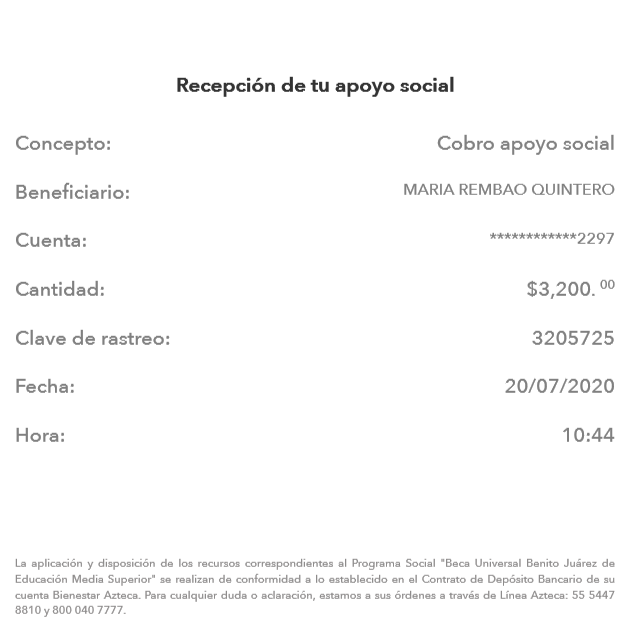 Recepción de tu apoyo social
Concepto: Cobro apoyo social
Beneficiario: MARIA REMBAO QUINTERO
Cuenta: ************2297
Cantidad: $3,200. 00
Clave de rastreo: 3205725
Fecha: 20/07/2020
Hora: 10:44
La aplicación y disposición de los recursos correspondientes al Programa Social "Beca Universal Benito Juárez de
Educación Media Superior" se realizan de conformidad a lo establecido en el Contrato de Depósito Bancario de su
cuenta Bienestar Azteca. Para cualquier duda o aclaración, estamos a sus órdenes a través de Línea Azteca: 55 5447
8810 y 800 040 7777.